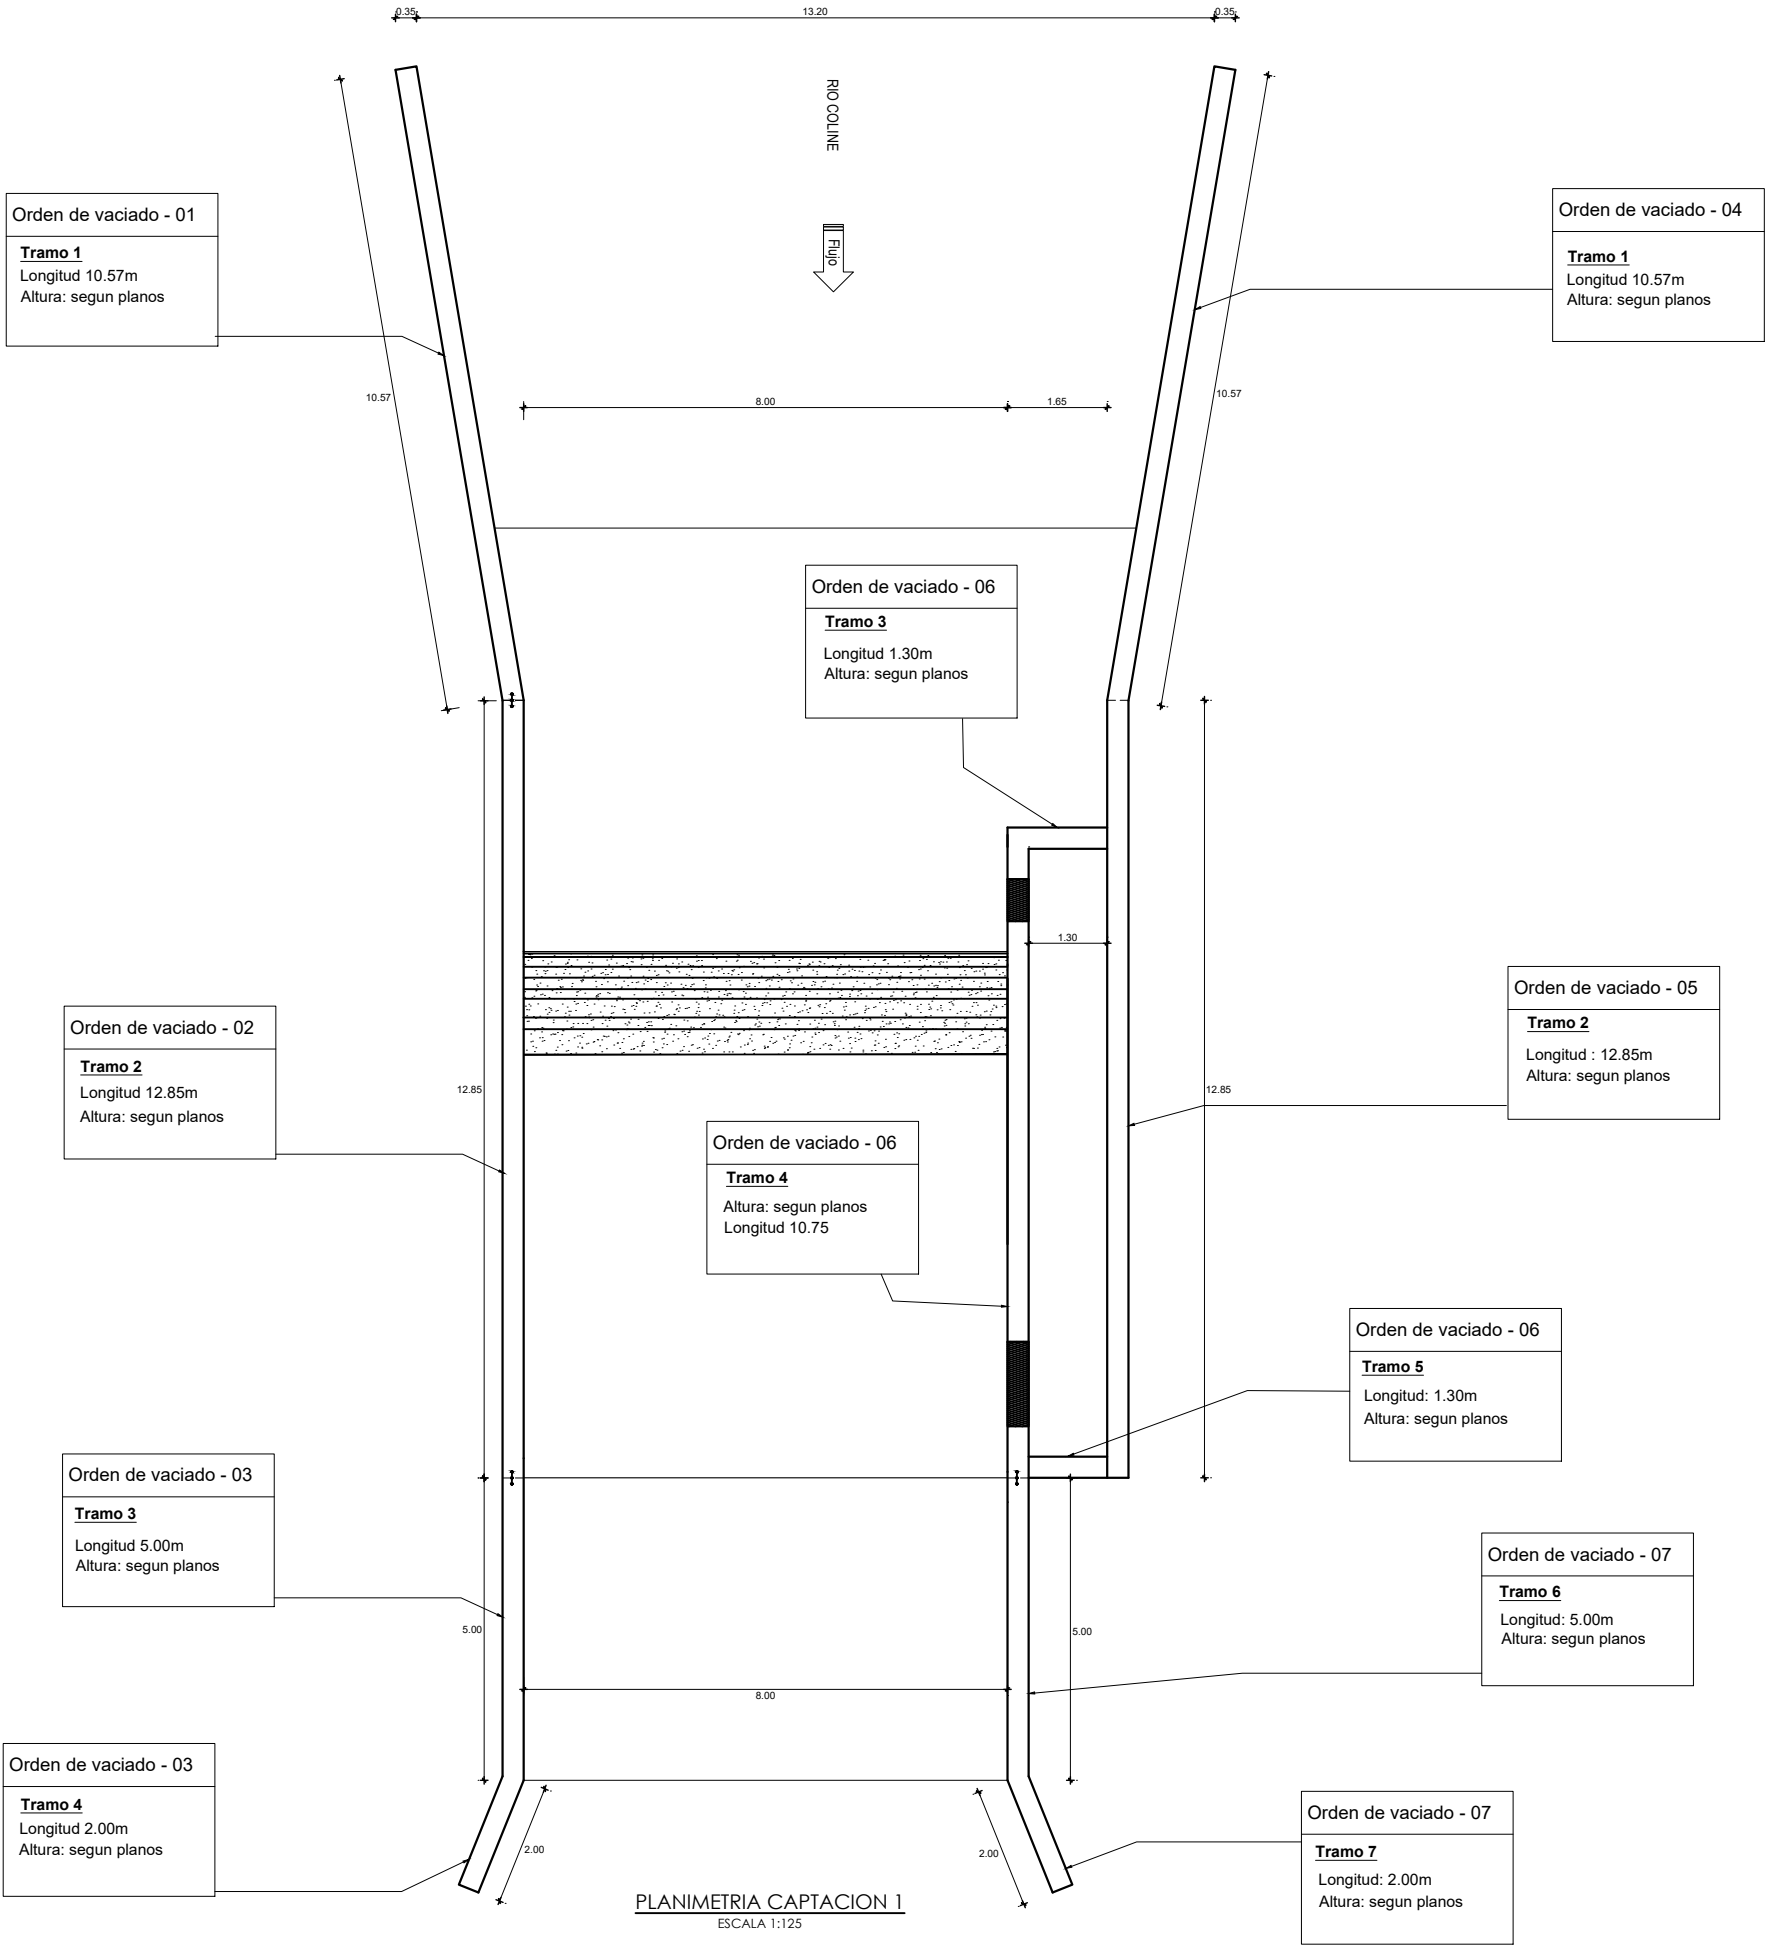 0.35
13.20
0.35
RIO COLINE
Flujo
Orden de vaciado - 01
Tramo 1
Longitud 10.57m
Altura: segun planos
Orden de vaciado - 04
Tramo 1
Longitud 10.57m
Altura: segun planos
10.57
8.00
1.65
10.57
Orden de vaciado - 06
Tramo 3
Longitud 1.30m
Altura: segun planos
1.30
Orden de vaciado - 02
Tramo 2
Longitud 12.85m
Altura: segun planos
12.85
Orden de vaciado - 05
Tramo 2
Longitud : 12.85m
Altura: segun planos
12.85
Orden de vaciado - 06
Tramo 4
Altura: segun planos
Longitud 10.75
Orden de vaciado - 06
Tramo 5
Longitud: 1.30m
Altura: segun planos
Orden de vaciado - 03
Tramo 3
Longitud 5.00m
Altura: segun planos
5.00
Orden de vaciado - 07
Tramo 6
Longitud: 5.00m
Altura: segun planos
5.00
8.00
Orden de vaciado - 03
Tramo 4
Longitud 2.00m
Altura: segun planos
2.00
2.00
Orden de vaciado - 07
Tramo 7
Longitud: 2.00m
Altura: segun planos
PLANIMETRIA CAPTACION 1
ESCALA 1:125